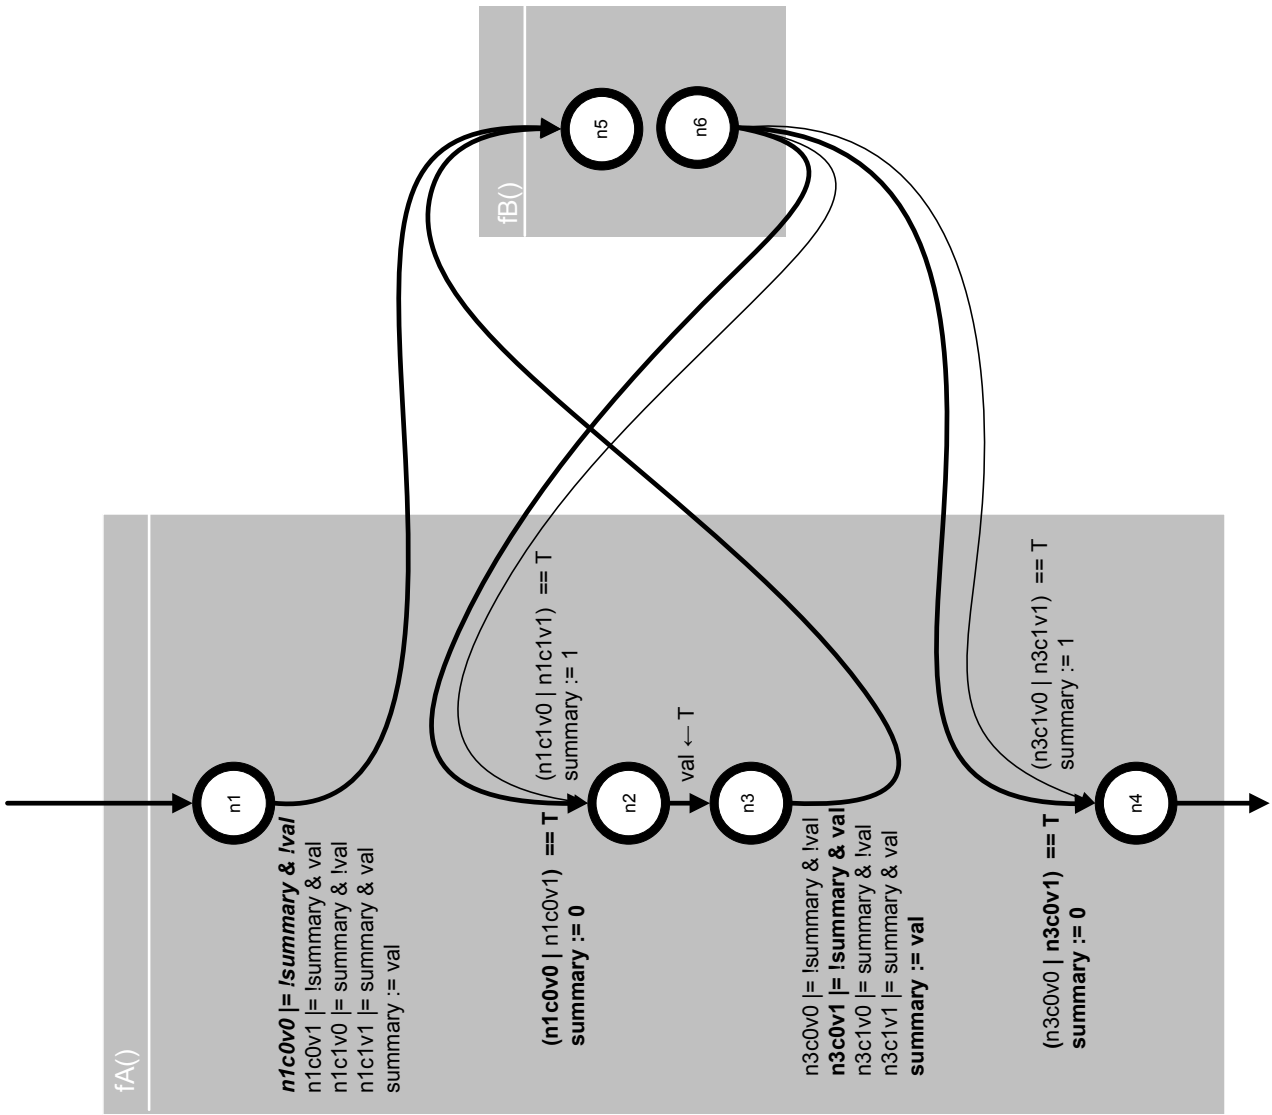 fA()
n1
n1c0v0 |= !summary & !val
n1c0v1 |= !summary & val
n1c1v0 |= summary & !val
n1c1v1 |= summary & val
summary := val
(n1c0v0 | n1c0v1) == T
summary := 0
(n1c1v0 | n1c1v1) == T
summary := 1
n2
val ← T
n3
n3c0v0 |= !summary & !val
n3c0v1 |= !summary & val
n3c1v0 |= summary & !val
n3c1v1 |= summary & val
summary := val
(n3c0v0 | n3c0v1) == T
summary := 0
(n3c1v0 | n3c1v1) == T
summary := 1
n4
fB()
n5
n6